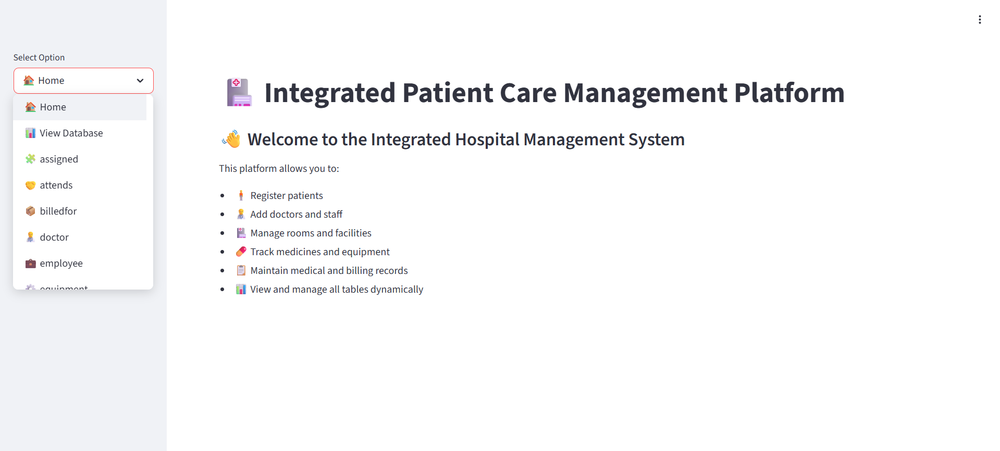 Select Option
Home
Home
View Database
assigned
attends
billedfor
doctor
employee
equipment
Integrated Patient Care Management Platform
Welcome to the Integrated Hospital Management System
This platform allows you to:
Register patients
Add doctors and staff
Manage rooms and facilities
Track medicines and equipment
Maintain medical and billing records
View and manage all tables dynamically